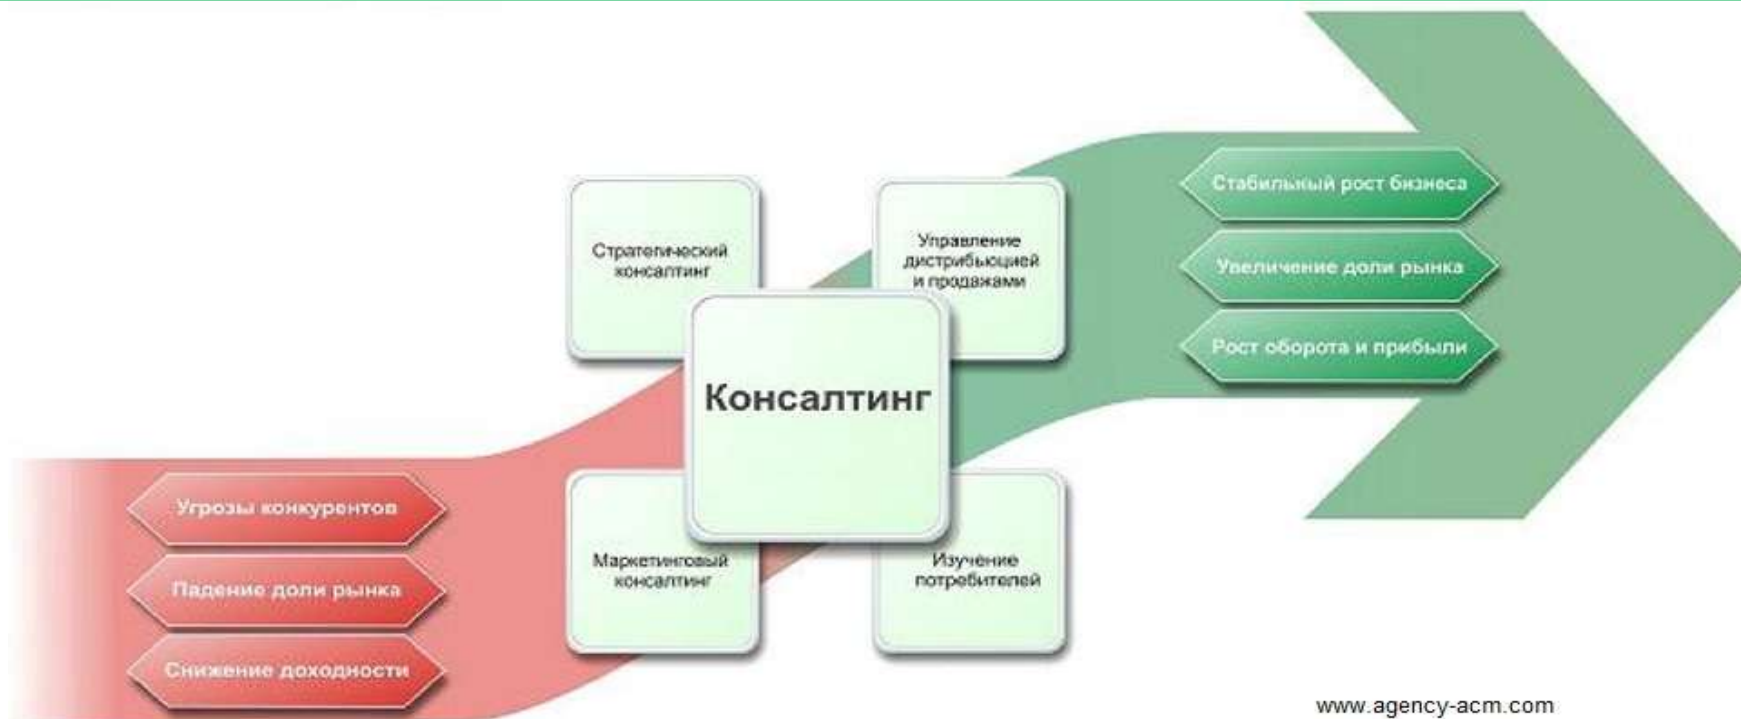 Стратегический
консалтинг
Управление
дистрибьюцией
и продажами
Консалтинг
Маркетинговый
консалтинг
Изучение
потребителей
Угрозы конкурентов
Падение доли рынка
Снижение доходности
Стабильный рост бизнеса
Увеличение доли рынка
Рост оборота и прибыли
www.agency-acm.com